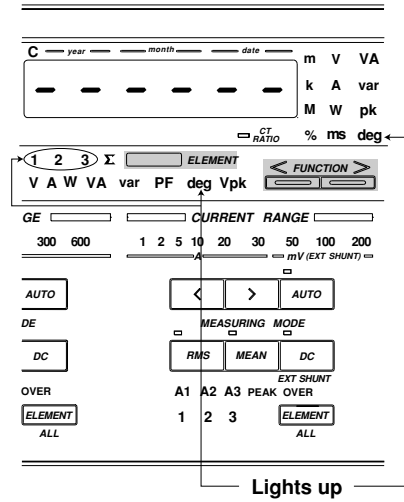 C year month date m V VA
k A var
M W pk
CT RATIO % ms deg
1 2 3 Σ ELEMENT < FUNCTION >
V A W VA var PF deg Vpk
GE CURRENT RANGE
300 600 1 2 5 10 20 30 50 100 200
A mV (EXT SHUNT)
AUTO < > AUTO
DE MEASURING MODE
DC RMS MEAN DC
EXT SHUNT
OVER A1 A2 A3 PEAK OVER
ELEMENT 1 2 3 ELEMENT
ALL ALL
Lights up